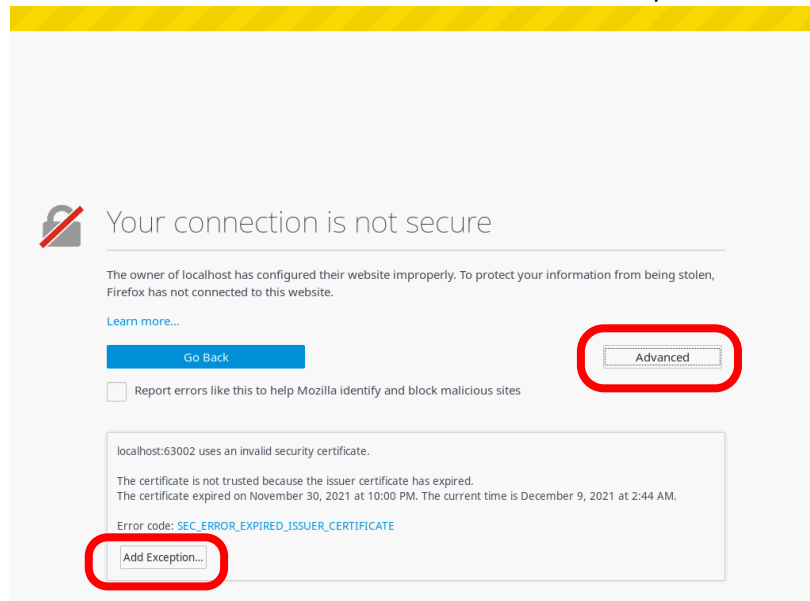 Your connection is not secure
The owner of localhost has configured their website improperly. To protect your information from being stolen,
Firefox has not connected to this website.
Learn more...
Go Back
Advanced
Report errors like this to help Mozilla identify and block malicious sites
localhost:63002 uses an invalid security certificate.
The certificate is not trusted because the issuer certificate has expired.
The certificate expired on November 30, 2021 at 10:00 PM. The current time is December 9, 2021 at 2:44 AM.
Error code: SEC_ERROR_EXPIRED_ISSUER_CERTIFICATE
Add Exception...